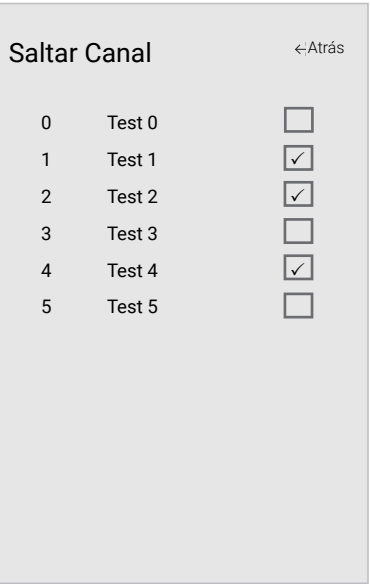 Saltar Canal
←Atrás
0 Test 0
1 Test 1 ✓
2 Test 2 ✓
3 Test 3
4 Test 4 ✓
5 Test 5